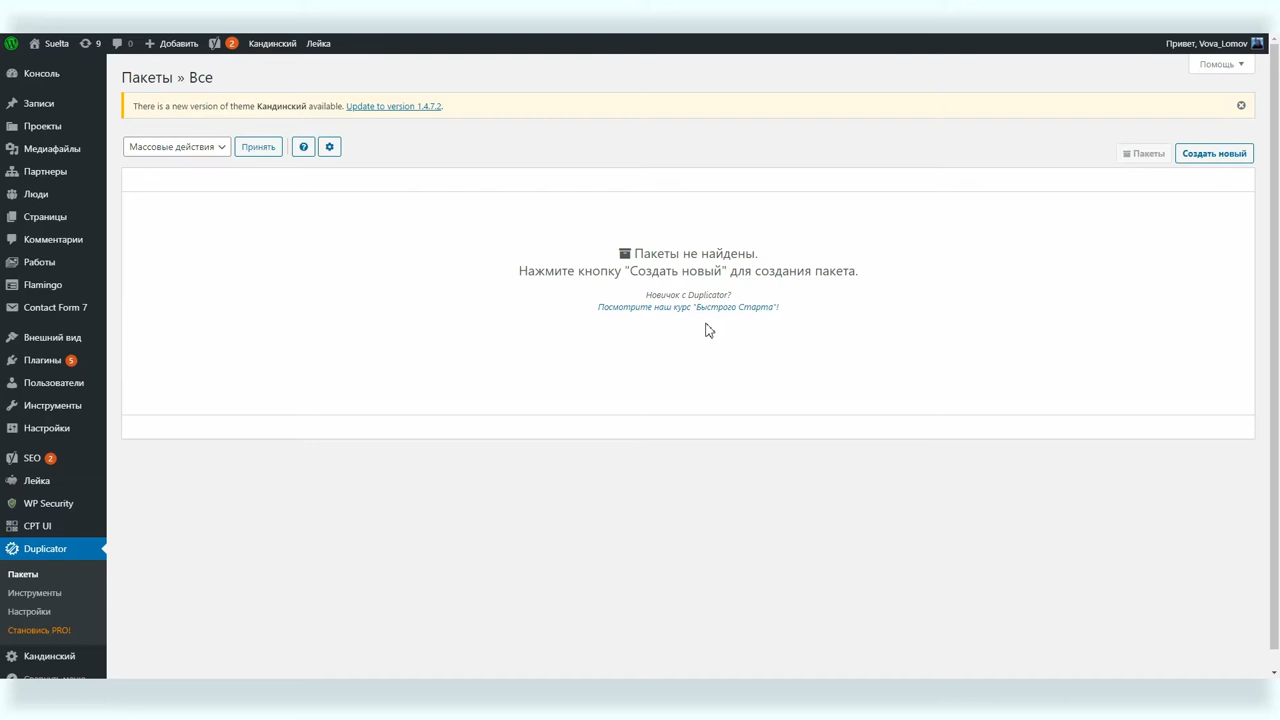 Suelta
9
0
Добавить
2
Кандинский
Лейка
Привет, Vova_Lomov
Помощь
Консоль
Записи
Проекты
Медиафайлы
Партнеры
Люди
Страницы
Комментарии
Работы
Flamingo
Contact Form 7
Внешний вид
Плагины 5
Пользователи
Инструменты
Настройки
SEO 2
Лейка
WP Security
CPT UI
Duplicator
Пакеты
Инструменты
Настройки
Становись PRO!
Кандинский
Свернуть меню
Пакеты » Все
There is a new version of theme Кандинский available. Update to version 1.4.7.2.
Массовые действия
Принять
Пакеты
Создать новый
Пакеты не найдены.
Нажмите кнопку "Создать новый" для создания пакета.
Новичок с Duplicator?
Посмотрите наш курс "Быстрого Старта"!